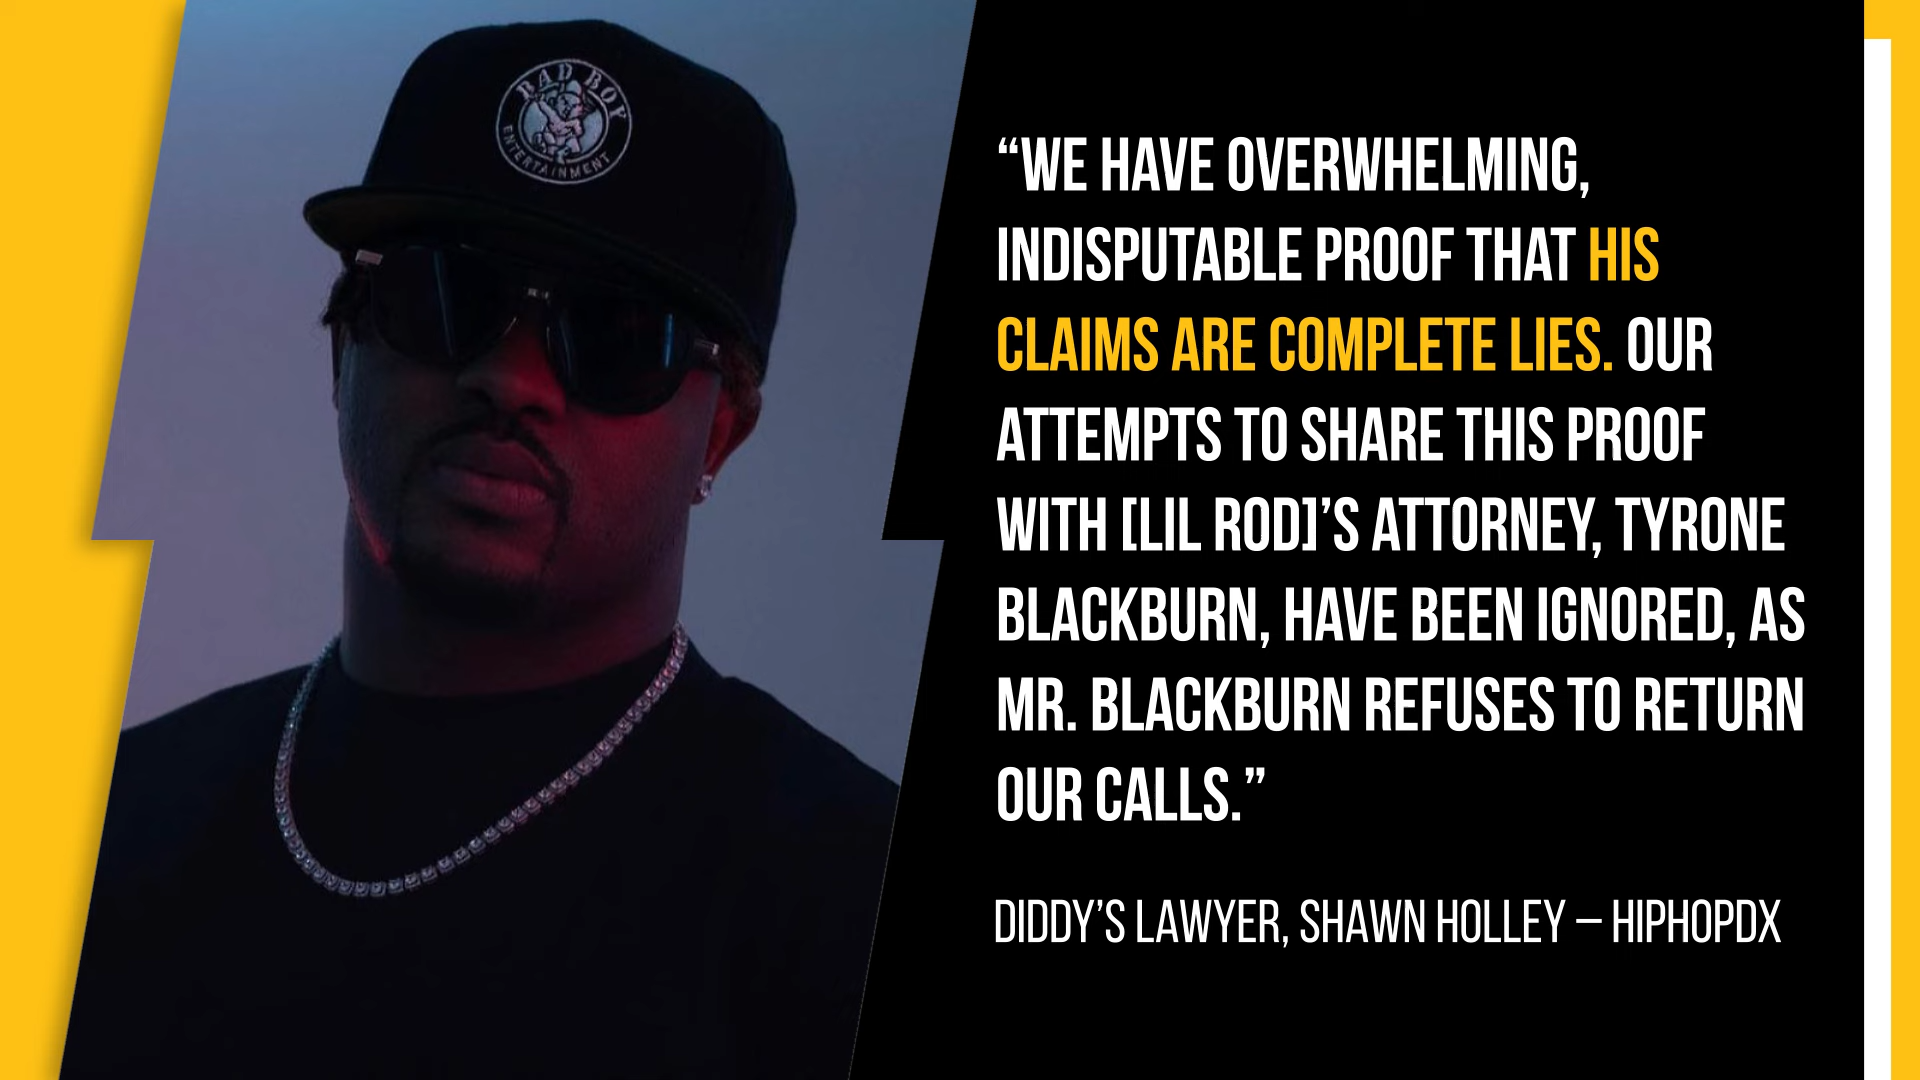 BAD BOY
ENTERTAINMENT
“WE HAVE OVERWHELMING,
INDISPUTABLE PROOF THAT HIS
CLAIMS ARE COMPLETE LIES. OUR
ATTEMPTS TO SHARE THIS PROOF
WITH [LIL ROD]’S ATTORNEY, TYRONE
BLACKBURN, HAVE BEEN IGNORED, AS
MR. BLACKBURN REFUSES TO RETURN
OUR CALLS.”
DIDDY’S LAWYER, SHAWN HOLLEY – HIPHOPDX